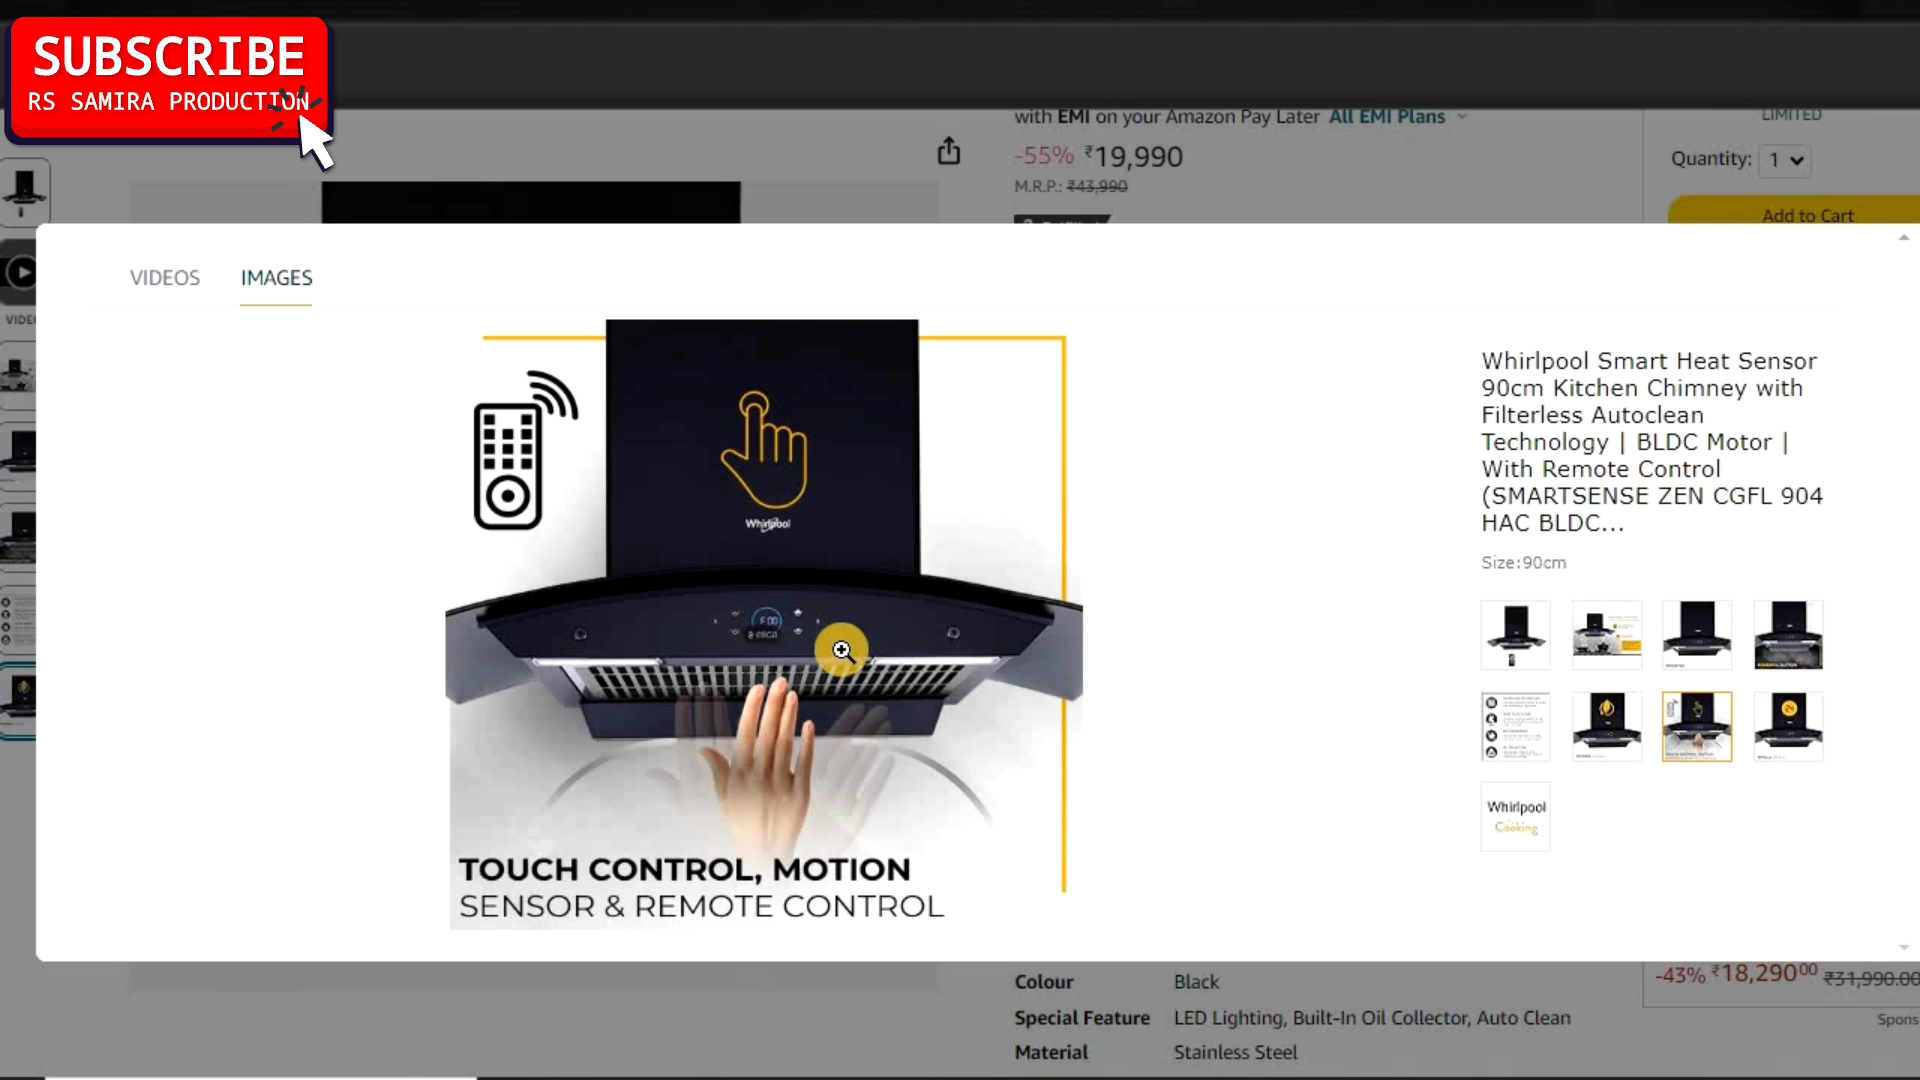 SUBSCRIBE
RS SAMIRA PRODUCTION
with EMI on your Amazon Pay Later All EMI Plans
-55% ₹19,990
M.R.P.: ₹43,990
LIMITED
Quantity: 1
Add to Cart
VIDEOS IMAGES
Whirlpool
TOUCH CONTROL, MOTION
SENSOR & REMOTE CONTROL
Whirlpool Smart Heat Sensor
90cm Kitchen Chimney with
Filterless Autoclean
Technology | BLDC Motor |
With Remote Control
(SMARTSENSE ZEN CGFL 904
HAC BLDC...
Size:90cm
Whirlpool
Cooking
-43% ₹18,290⁰⁰ ₹31,990.00
Spons
Colour Black
Special Feature LED Lighting, Built-In Oil Collector, Auto Clean
Material Stainless Steel